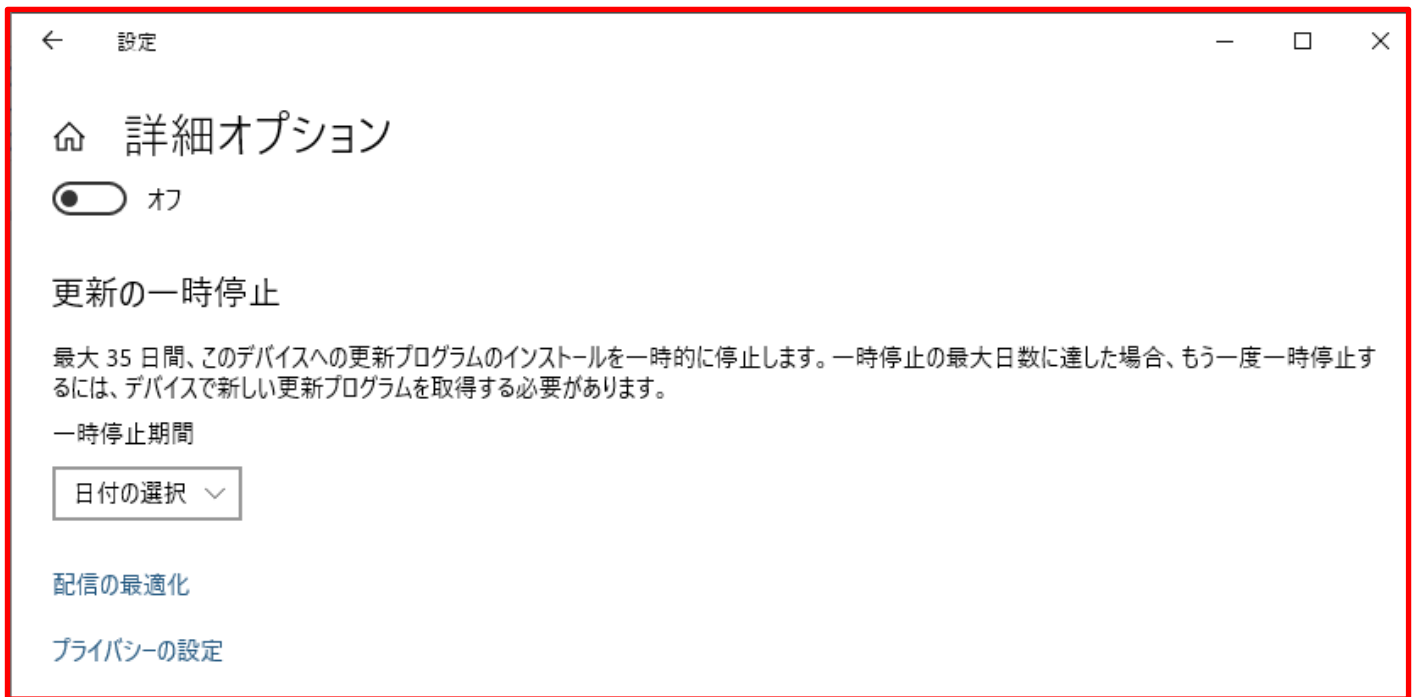 設定
詳細オプション
オフ
更新の一時停止
最大 35 日間、このデバイスへの更新プログラムのインストールを一時的に停止します。一時停止の最大日数に達した場合、もう一度一時停止す
るには、デバイスで新しい更新プログラムを取得する必要があります。
一時停止期間
日付の選択
配信の最適化
プライバシーの設定